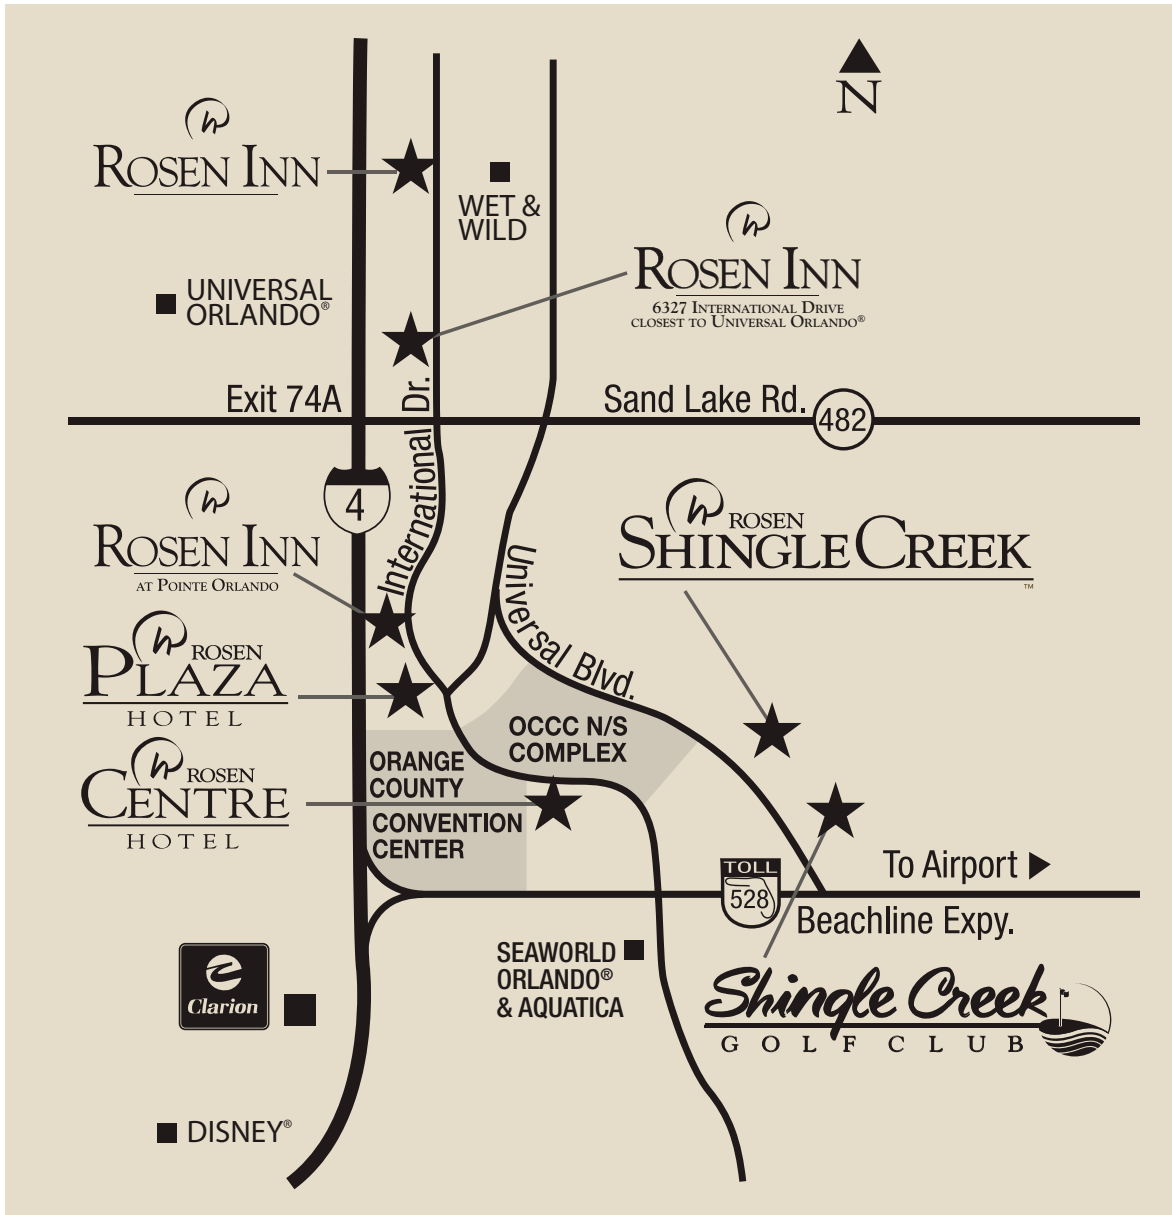 N
ROSEN INN
WET &
WILD
ROSEN INN
6327 INTERNATIONAL DRIVE
CLOSEST TO UNIVERSAL ORLANDO®
UNIVERSAL
ORLANDO®
Exit 74A
International Dr.
Sand Lake Rd.
482
4
ROSEN INN
AT POINTE ORLANDO
Universal Blvd.
ROSEN
SHINGLE CREEK
™
ROSEN
PLAZA
HOTEL
OCCC N/S
COMPLEX
ROSEN
CENTRE
HOTEL
ORANGE
COUNTY
CONVENTION
CENTER
TOLL
528
To Airport
Beachline Expy.
Clarion
SEAWORLD
ORLANDO®
& AQUATICA
Shingle Creek
GOLF CLUB
DISNEY®